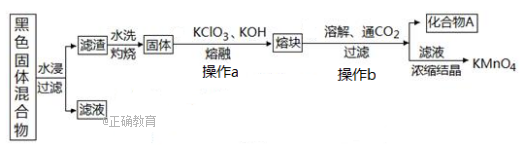 黑色固体混合物
水浸
过滤
滤渣
水洗
灼烧
固体
KClO₃、KOH
熔融
操作a
熔块
溶解、通CO₂
过滤
操作b
化合物A
滤液
浓缩结晶
KMnO₄
滤液
@正确教育